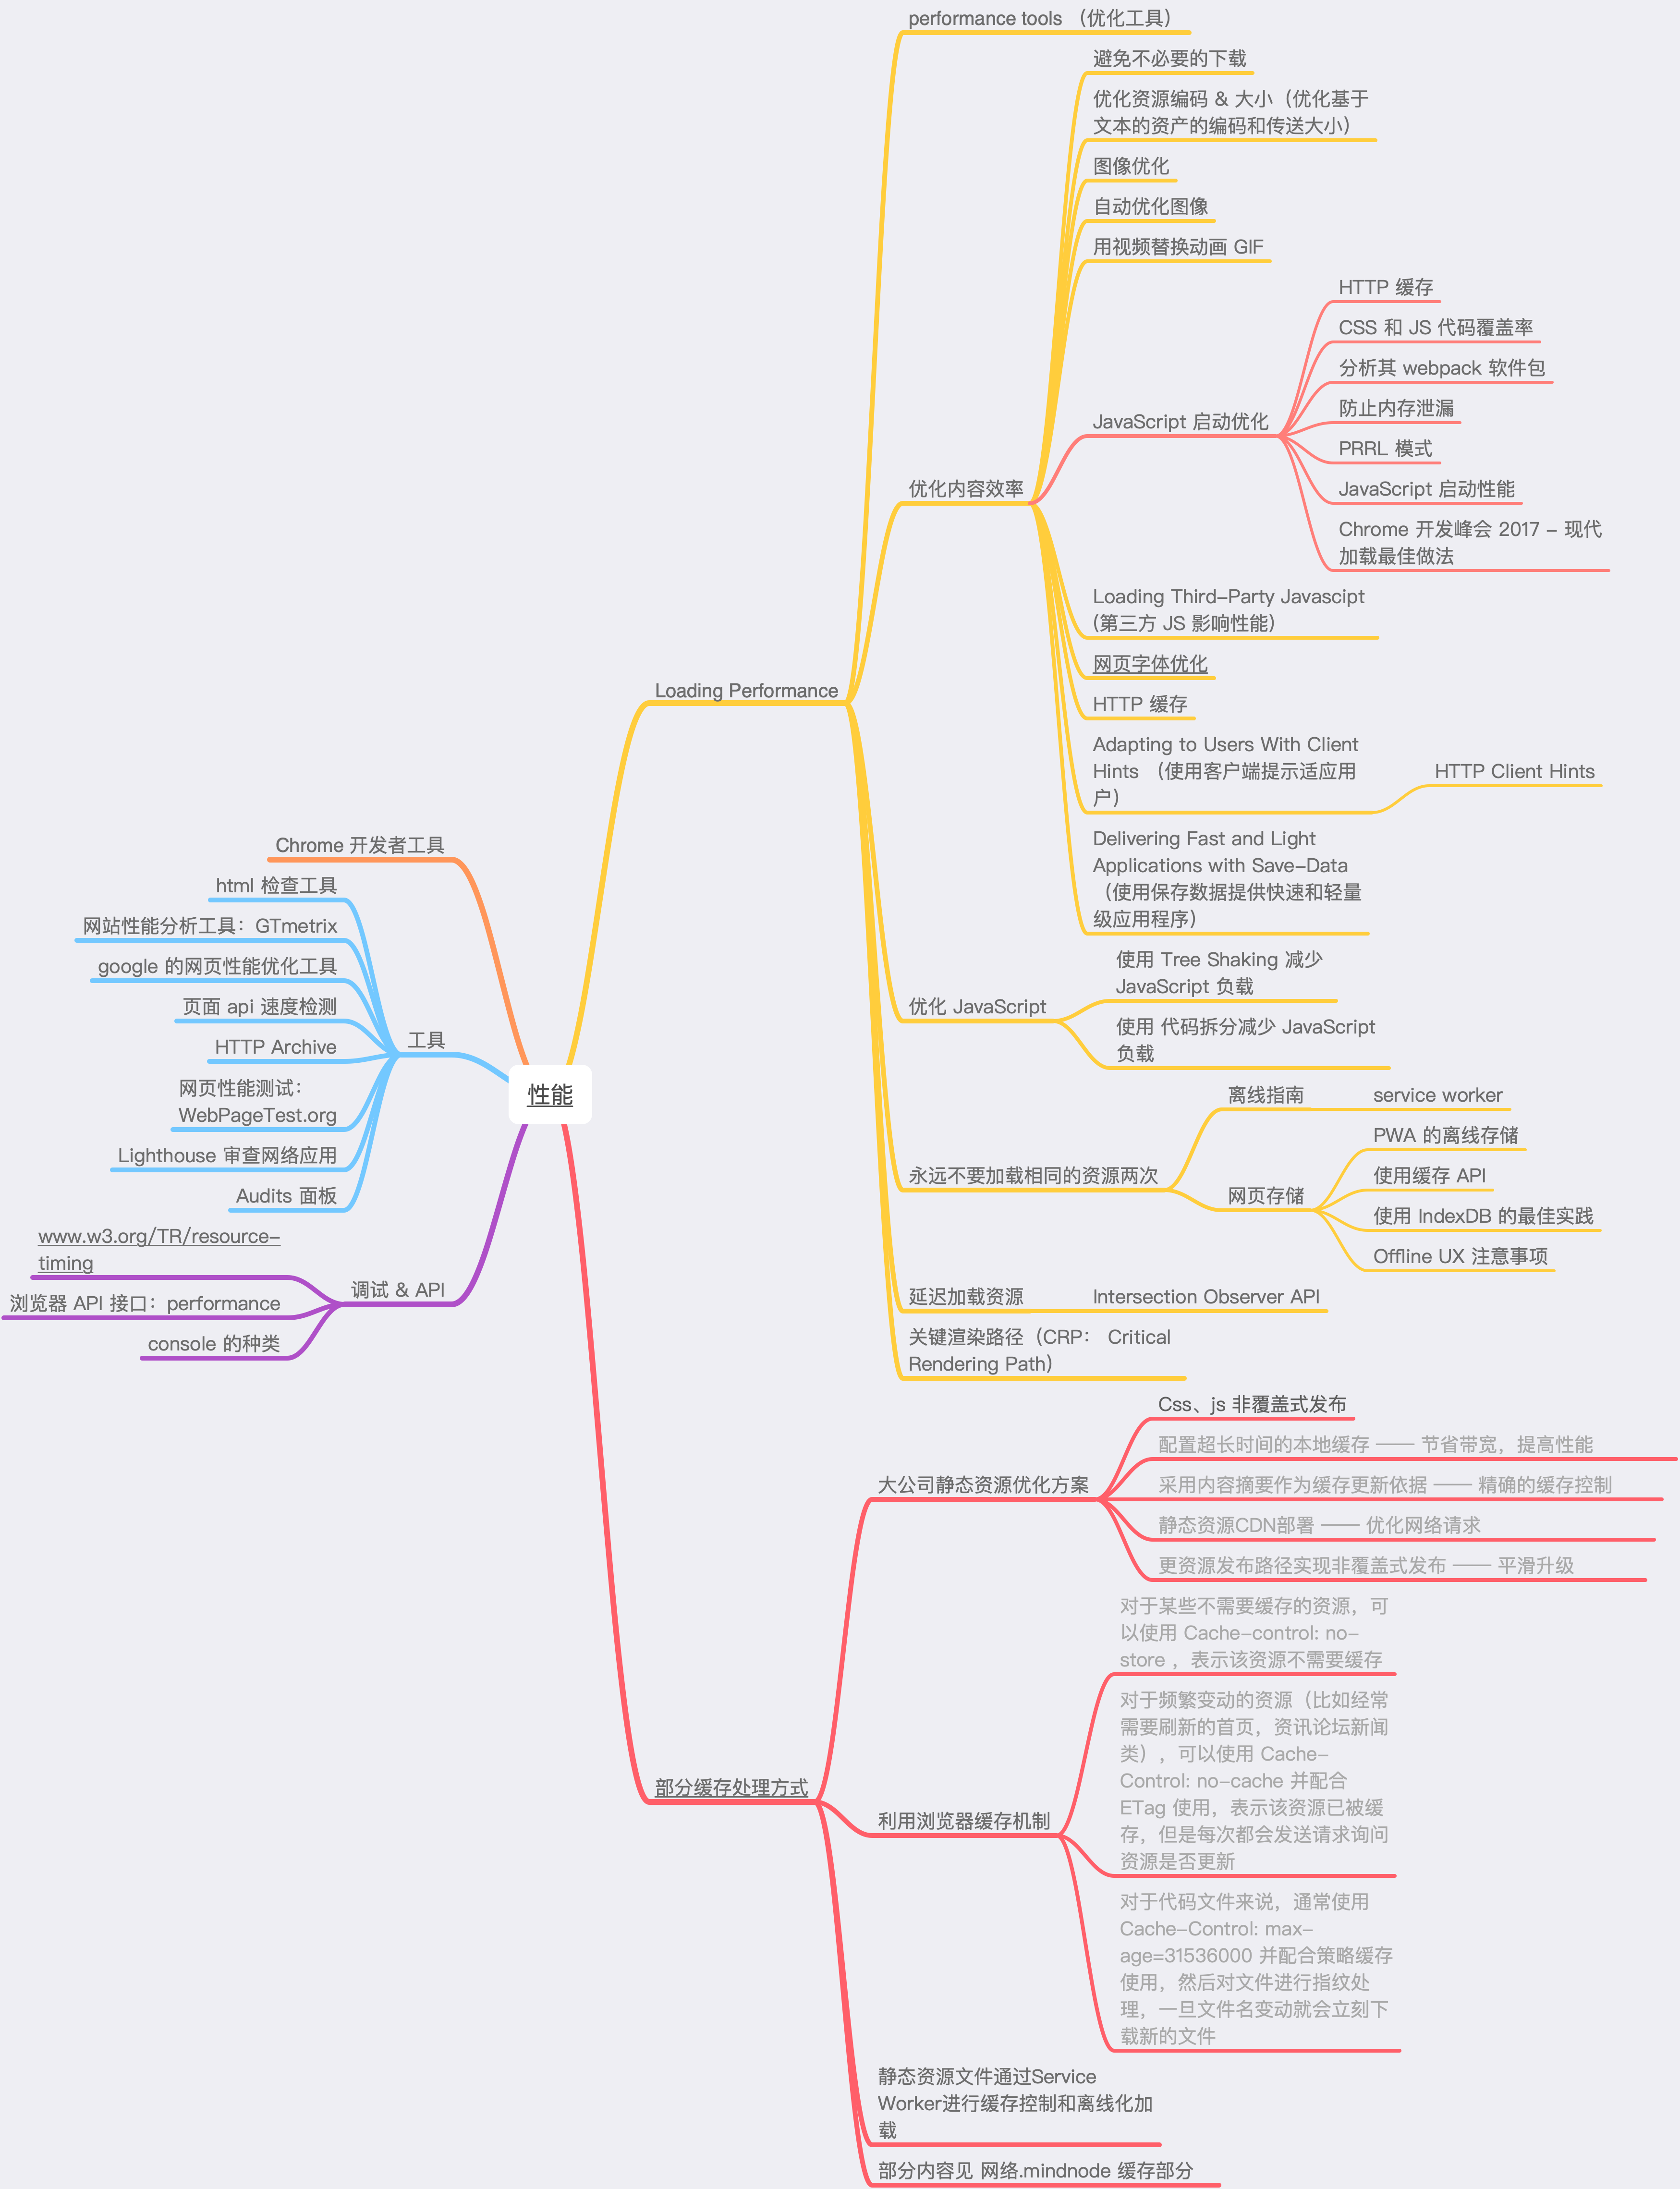 performance tools （优化工具）
避免不必要的下载
优化资源编码 & 大小（优化基于
文本的资产的编码和传送大小）
图像优化
自动优化图像
用视频替换动画 GIF
HTTP 缓存
CSS 和 JS 代码覆盖率
分析其 webpack 软件包
防止内存泄漏
JavaScript 启动优化
PRRL 模式
JavaScript 启动性能
Chrome 开发峰会 2017 - 现代
加载最佳做法
优化内容效率
Loading Third-Party Javascipt
(第三方 JS 影响性能)
网页字体优化
HTTP 缓存
Adapting to Users With Client
Hints （使用客户端提示适应用
户）
HTTP Client Hints
Delivering Fast and Light
Applications with Save-Data
（使用保存数据提供快速和轻量
级应用程序）
Loading Performance
优化 JavaScript
使用 Tree Shaking 减少
JavaScript 负载
使用 代码拆分减少 JavaScript
负载
永远不要加载相同的资源两次
离线指南
service worker
网页存储
PWA 的离线存储
使用缓存 API
使用 IndexDB 的最佳实践
Offline UX 注意事项
延迟加载资源
Intersection Observer API
关键渲染路径（CRP： Critical
Rendering Path）
Chrome 开发者工具
html 检查工具
网站性能分析工具：GTmetrix
google 的网页性能优化工具
页面 api 速度检测
工具
HTTP Archive
网页性能测试：
WebPageTest.org
Lighthouse 审查网络应用
Audits 面板
性能
www.w3.org/TR/resource-
timing
调试 & API
浏览器 API 接口：performance
console 的种类
部分缓存处理方式
大公司静态资源优化方案
Css、js 非覆盖式发布
配置超长时间的本地缓存 —— 节省带宽，提高性能
采用内容摘要作为缓存更新依据 —— 精确的缓存控制
静态资源CDN部署 —— 优化网络请求
更资源发布路径实现非覆盖式发布 —— 平滑升级
利用浏览器缓存机制
对于某些不需要缓存的资源，可
以使用 Cache-control: no-
store ，表示该资源不需要缓存
对于频繁变动的资源（比如经常
需要刷新的首页，资讯论坛新闻
类），可以使用 Cache-
Control: no-cache 并配合
ETag 使用，表示该资源已被缓
存，但是每次都会发送请求询问
资源是否更新
对于代码文件来说，通常使用
Cache-Control: max-
age=31536000 并配合策略缓存
使用，然后对文件进行指纹处
理，一旦文件名变动就会立刻下
载新的文件
静态资源文件通过Service
Worker进行缓存控制和离线化加
载
部分内容见 网络.mindnode 缓存部分